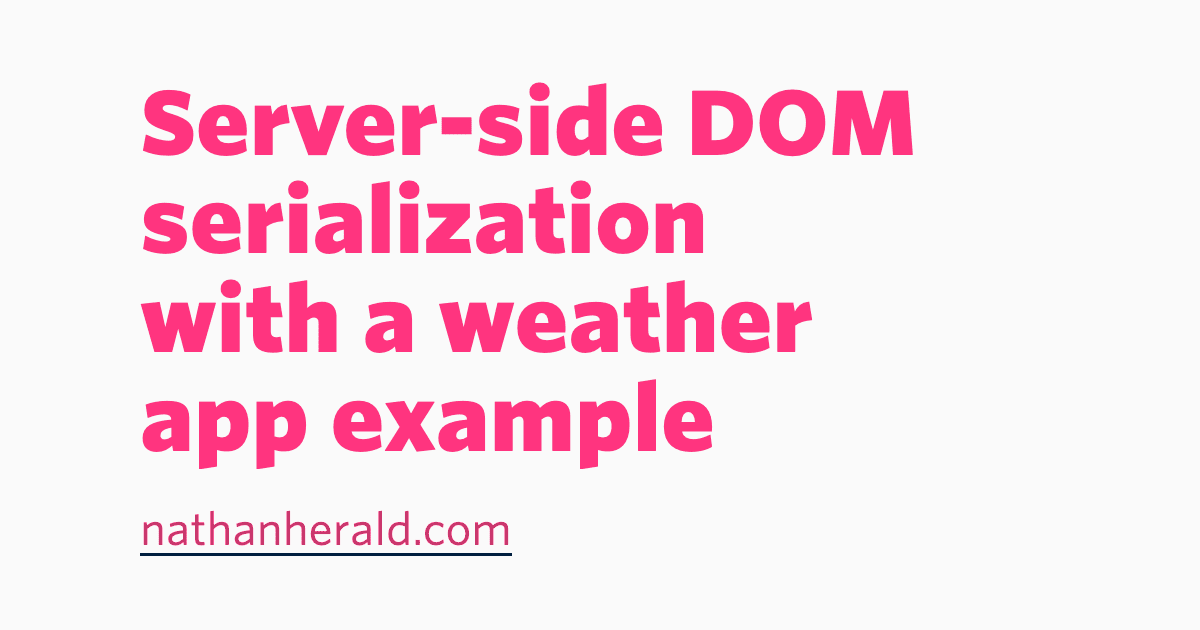 Server-side DOM
serialization
with a weather
app example
nathanherald.com